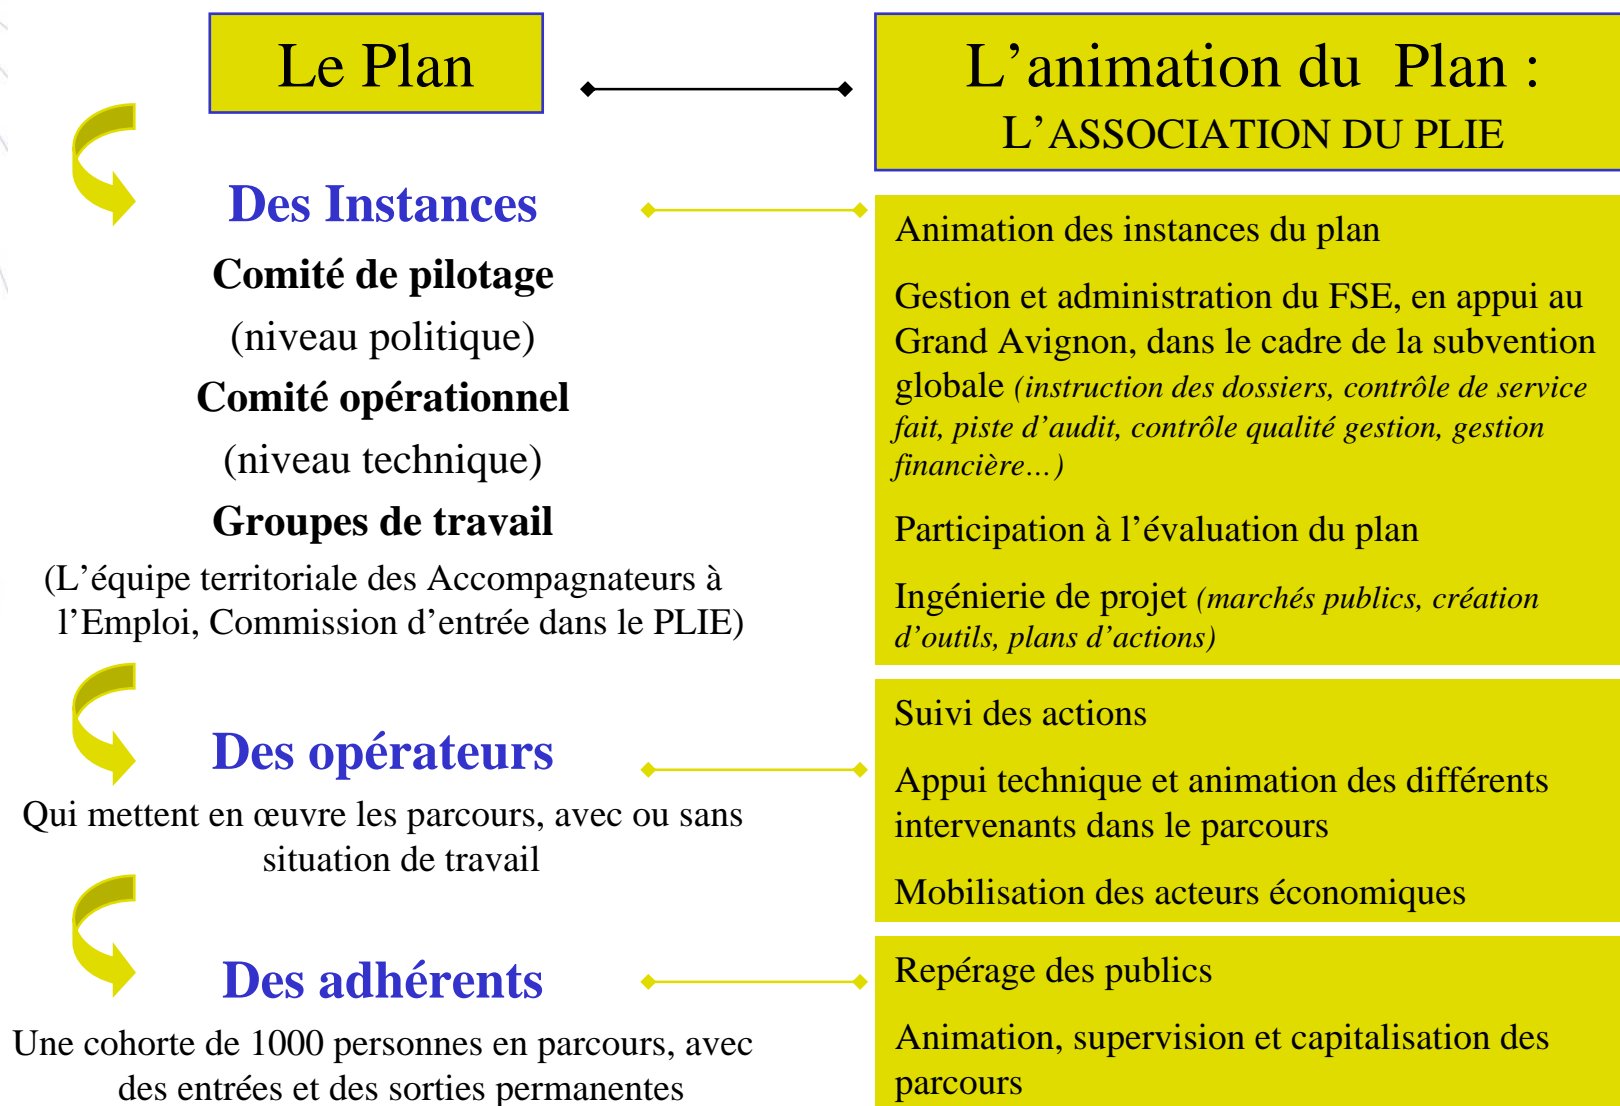 Le Plan
L’animation du Plan :
L’ASSOCIATION DU PLIE
Des Instances
Comité de pilotage
(niveau politique)
Comité opérationnel
(niveau technique)
Groupes de travail
(L’équipe territoriale des Accompagnateurs à
l’Emploi, Commission d’entrée dans le PLIE)
Animation des instances du plan
Gestion et administration du FSE, en appui au
Grand Avignon, dans le cadre de la subvention
globale (instruction des dossiers, contrôle de service
fait, piste d’audit, contrôle qualité gestion, gestion
financière…)
Participation à l’évaluation du plan
Ingénierie de projet (marchés publics, création
d’outils, plans d’actions)
Des opérateurs
Qui mettent en œuvre les parcours, avec ou sans
situation de travail
Suivi des actions
Appui technique et animation des différents
intervenants dans le parcours
Mobilisation des acteurs économiques
Des adhérents
Une cohorte de 1000 personnes en parcours, avec
des entrées et des sorties permanentes
Repérage des publics
Animation, supervision et capitalisation des
parcours